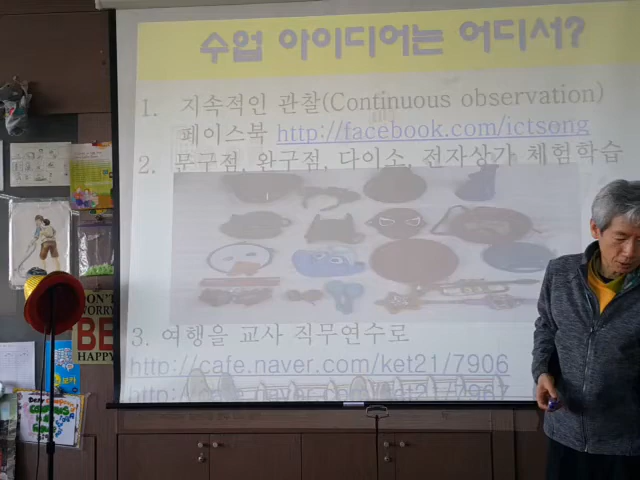 수업 아이디어는 어디서?
1. 지속적인 관찰(Continuous observation)
페이스북 http://facebook.com/ictsong
2. 문구점, 완구점, 다이소, 전자상가 체험학습
3. 여행을 교사 직무연수로
http://cafe.naver.com/ket21/7906
DON'T
WORRY
BE
HAPPY